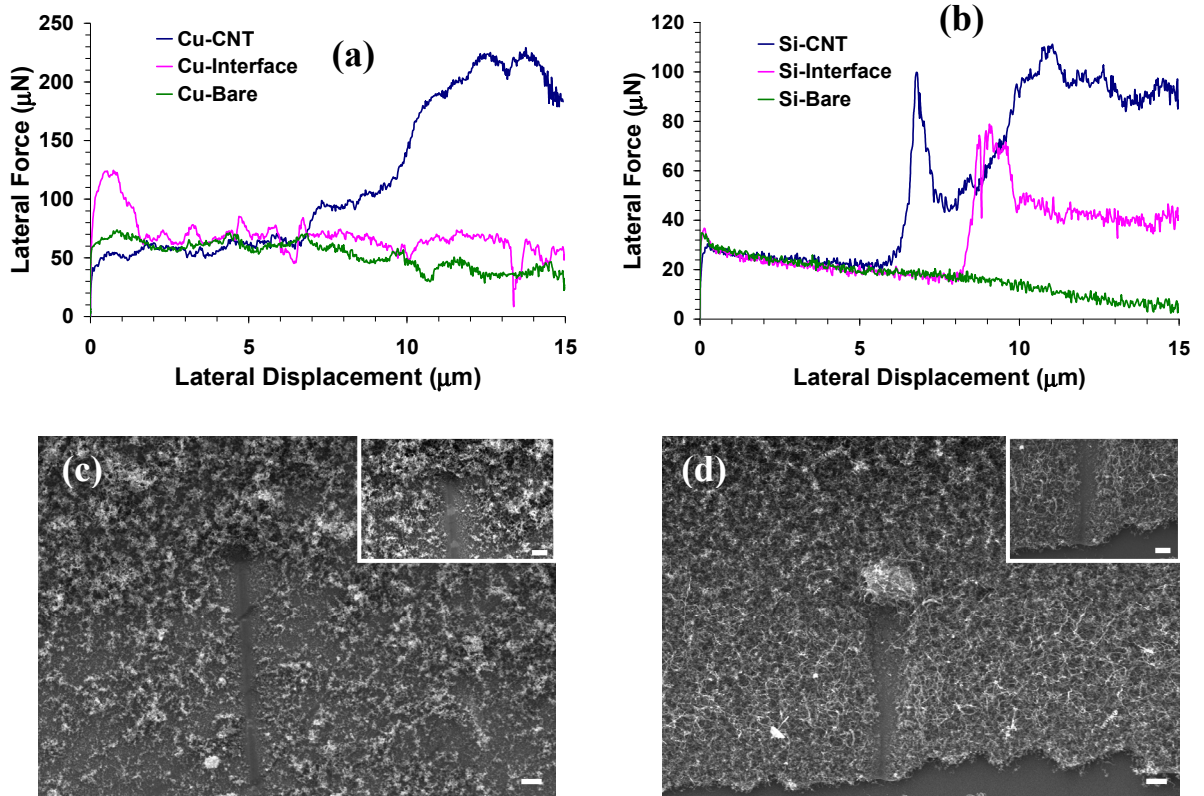 (a)
Cu-CNT
Cu-Interface
Cu-Bare
250
200
150
100
50
0
0
5
10
15
Lateral Force (μN)
Lateral Displacement (μm)
(b)
Si-CNT
Si-Interface
Si-Bare
120
100
80
60
40
20
0
0
5
10
15
Lateral Force (μN)
Lateral Displacement (μm)
(c)
(d)